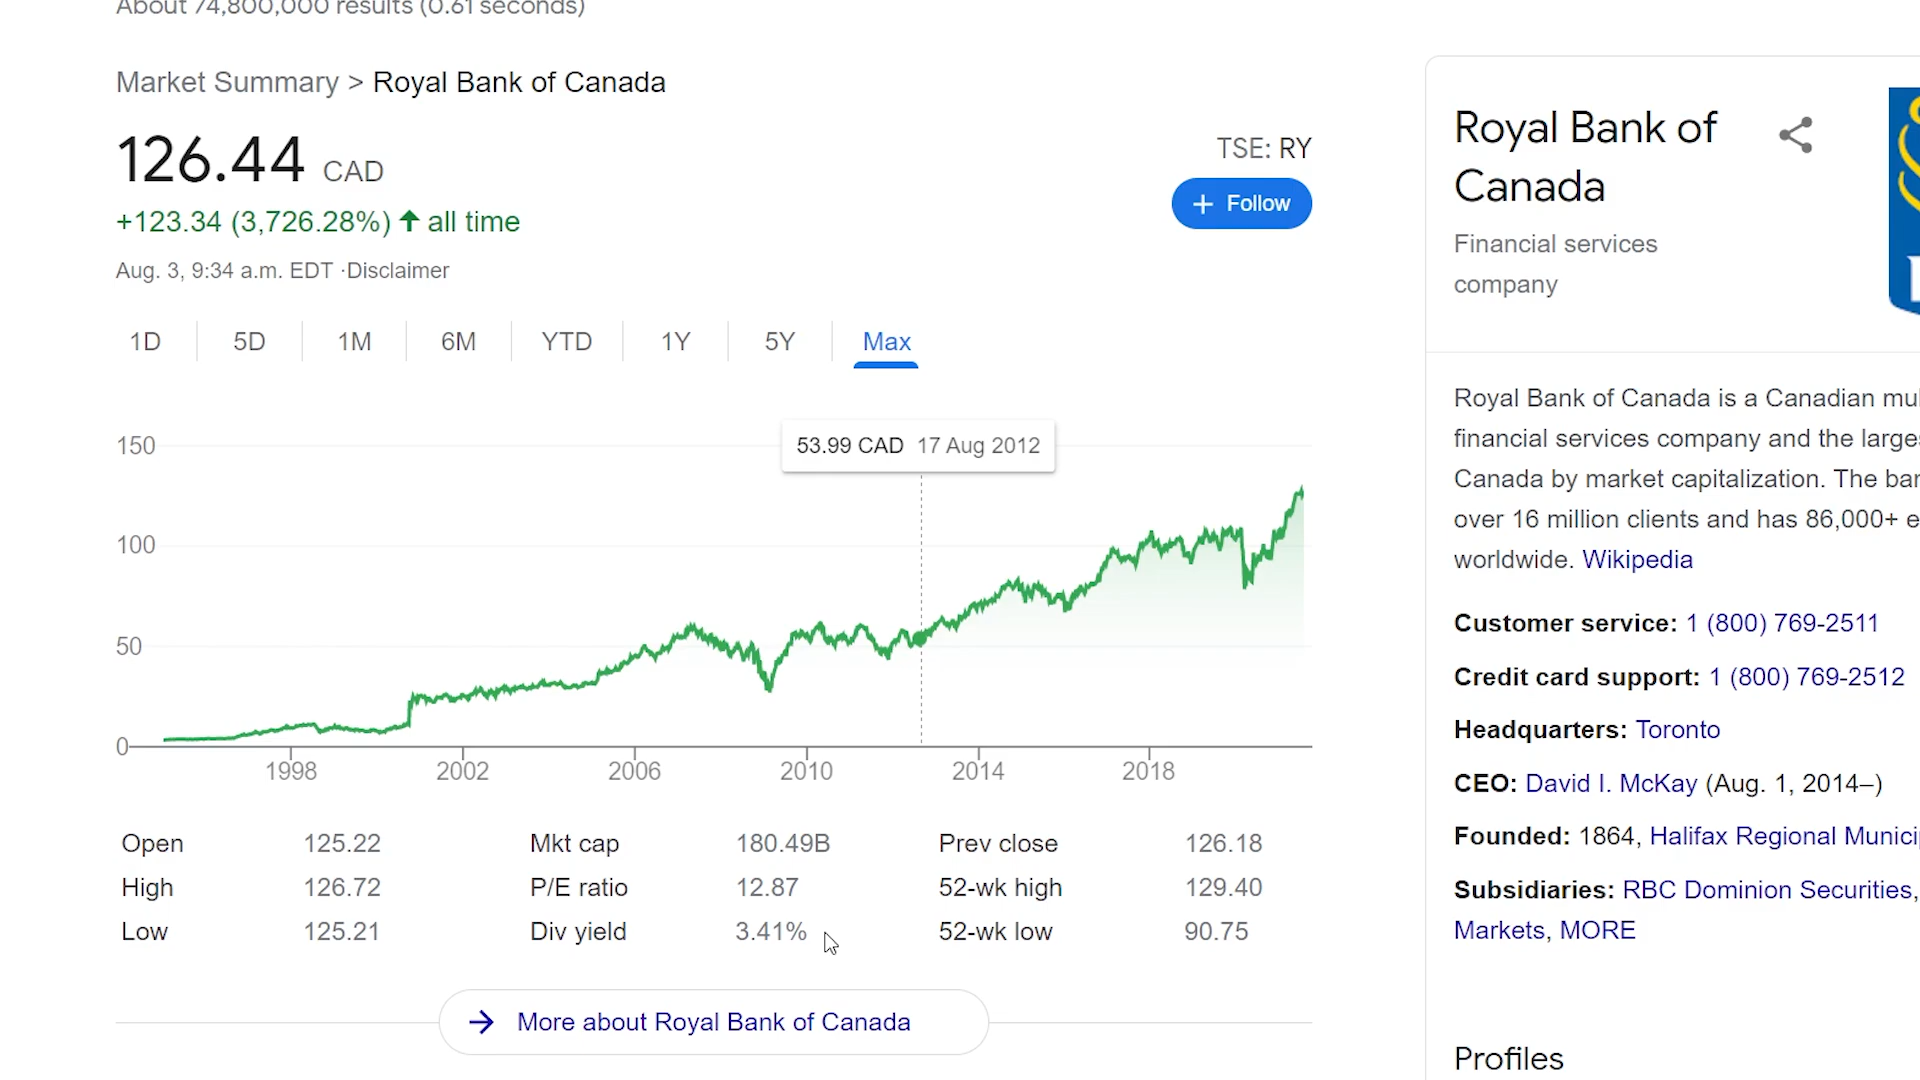 About 74,800,000 results (0.61 seconds)
Market Summary > Royal Bank of Canada
126.44 CAD
+123.34 (3,726.28%) ↑ all time
Aug. 3, 9:34 a.m. EDT ·Disclaimer
TSE: RY
+ Follow
1D 5D 1M 6M YTD 1Y 5Y Max
53.99 CAD 17 Aug 2012
150
100
50
0
1998 2002 2006 2010 2014 2018
Open 125.22 Mkt cap 180.49B Prev close 126.18
High 126.72 P/E ratio 12.87 52-wk high 129.40
Low 125.21 Div yield 3.41% 52-wk low 90.75
→ More about Royal Bank of Canada
Royal Bank of
Canada
Financial services
company
Royal Bank of Canada is a Canadian
financial services company and the
Canada by market capitalization. The
over 16 million clients and has 86,000+
worldwide. Wikipedia
Customer service: 1 (800) 769-2511
Credit card support: 1 (800) 769-2512
Headquarters: Toronto
CEO: David I. McKay (Aug. 1, 2014–)
Founded: 1864, Halifax Regional
Subsidiaries: RBC Dominion Securities,
Markets, MORE
Profiles